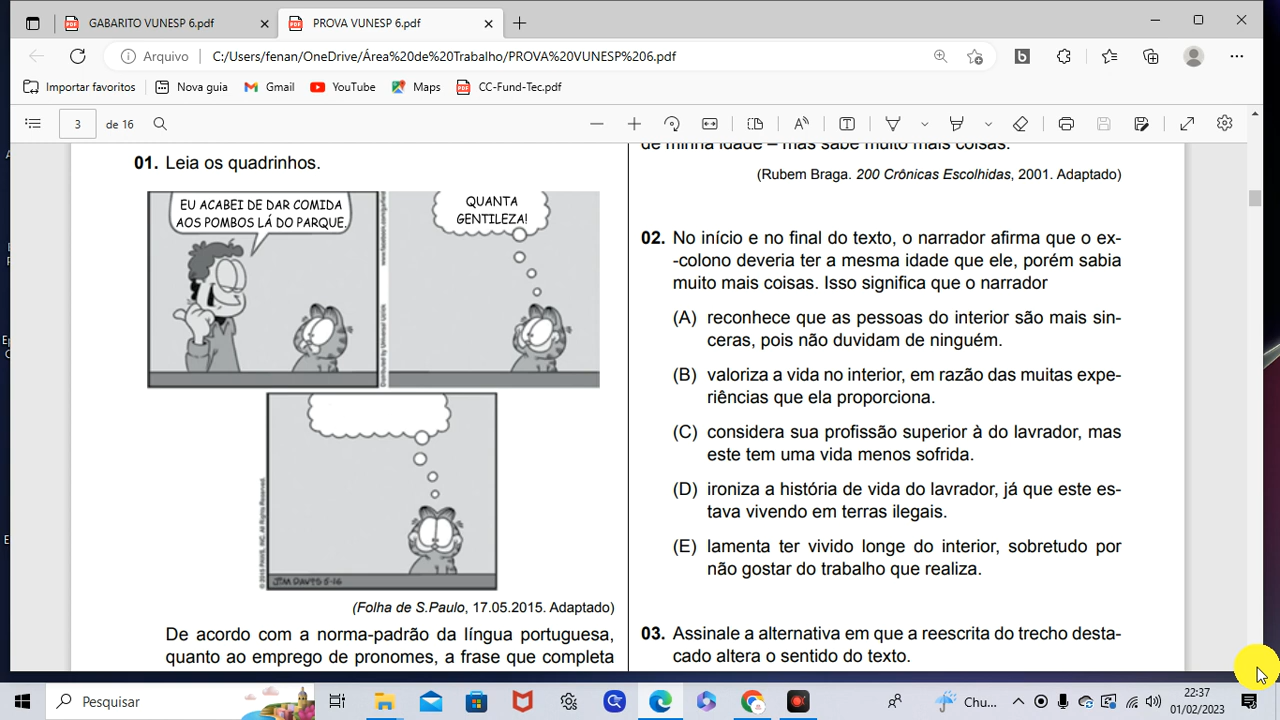 GABARITO VUNESP 6.pdf
PROVA VUNESP 6.pdf
Arquivo
C:/Users/fenan/OneDrive/Área%20de%20Trabalho/PROVA%20VUNESP%206.pdf
Importar favoritos
Nova guia
Gmail
YouTube
Maps
CC-Fund-Tec.pdf
3 de 16
01. Leia os quadrinhos.
EU ACABEI DE DAR COMIDA
AOS POMBOS LÁ DO PARQUE.
QUANTA
GENTILEZA!
Distributed by Universal Uclick
© 2015 PAWS, INC. All Rights Reserved.
JIM DAVIS 5-16
(Folha de S.Paulo, 17.05.2015. Adaptado)
De acordo com a norma-padrão da língua portuguesa,
quanto ao emprego de pronomes, a frase que completa
de minha idade – mas sabe muito mais coisas.
(Rubem Braga. 200 Crônicas Escolhidas, 2001. Adaptado)
02. No início e no final do texto, o narrador afirma que o ex-
-colono deveria ter a mesma idade que ele, porém sabia
muito mais coisas. Isso significa que o narrador
(A) reconhece que as pessoas do interior são mais sin-
ceras, pois não duvidam de ninguém.
(B) valoriza a vida no interior, em razão das muitas expe-
riências que ela proporciona.
(C) considera sua profissão superior à do lavrador, mas
este tem uma vida menos sofrida.
(D) ironiza a história de vida do lavrador, já que este es-
tava vivendo em terras ilegais.
(E) lamenta ter vivido longe do interior, sobretudo por
não gostar do trabalho que realiza.
03. Assinale a alternativa em que a reescrita do trecho desta-
cado altera o sentido do texto.
Pesquisar
Chu...
22:37
01/02/2023